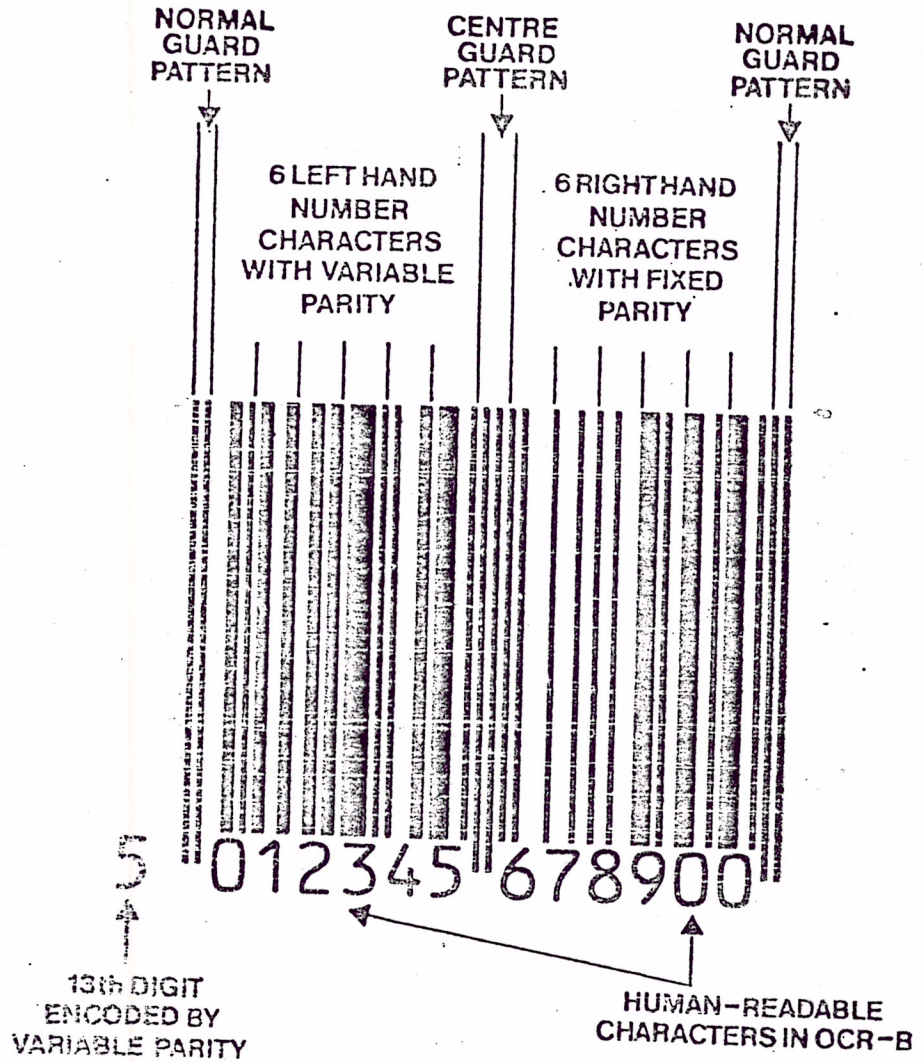 NORMAL
GUARD
PATTERN
CENTRE
GUARD
PATTERN
NORMAL
GUARD
PATTERN
6 LEFT HAND
NUMBER
CHARACTERS
WITH VARIABLE
PARITY
6 RIGHT HAND
NUMBER
CHARACTERS
WITH FIXED
PARITY
5 012345 678900
13th DIGIT
ENCODED BY
VARIABLE PARITY
HUMAN-READABLE
CHARACTERS IN OCR-B